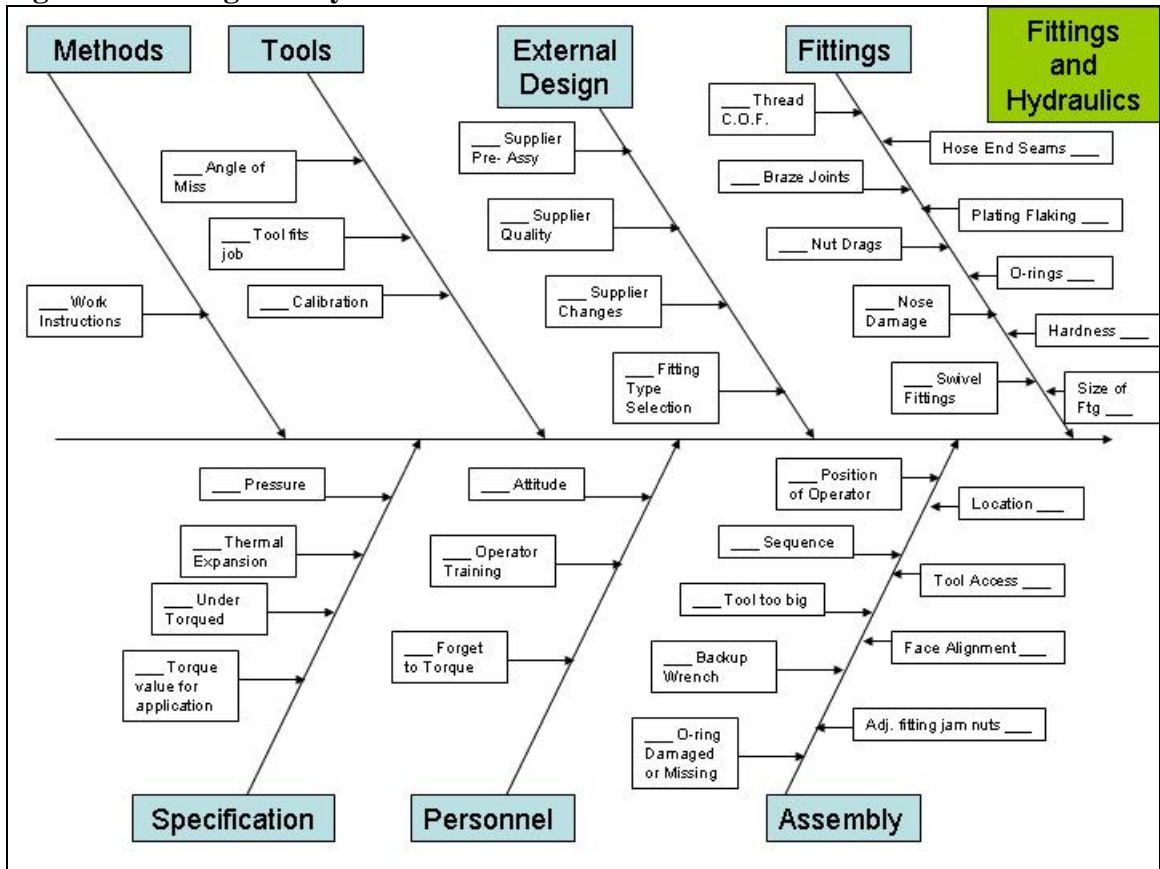 Methods
Tools
External
Design
Fittings
Fittings
and
Hydraulics
___ Thread
C.O.F.
Hose End Seams ___
___ Supplier
Pre- Assy
___ Angle of
Miss
___ Braze Joints
Plating Flaking ___
___ Supplier
Quality
___ Tool fits
job
___ Nut Drags
O-rings ___
___ Calibration
___ Supplier
Changes
___ Nose
Damage
___ Work
Instructions
Hardness ___
___ Fitting
Type
Selection
___ Swivel
Fittings
Size of
Ftg ___
___ Pressure
___ Attitude
___ Position
of Operator
Location ___
___ Thermal
Expansion
___ Operator
Training
___ Sequence
Tool Access ___
___ Under
Torqued
___ Tool too big
Face Alignment ___
___ Torque
value for
application
___ Forget
to Torque
___ Backup
Wrench
Adj. fitting jam nuts ___
___ O-ring
Damaged
or Missing
Specification
Personnel
Assembly